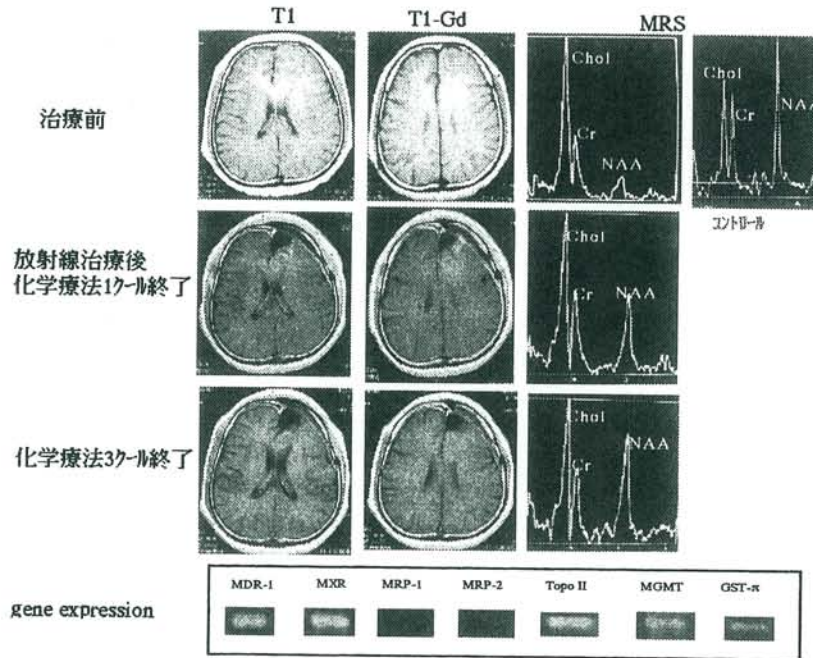 T1 T1-Gd MRS
治療前
Chol
Cr
NAA
Chol
Cr
NAA
コントロール
放射線治療後
化学療法1クール終了
Chol
Cr
NAA
化学療法3クール終了
Chol
Cr
NAA
gene expression
MDR-1 MXR MRP-1 MRP-2 Topo II MGMT GST-π